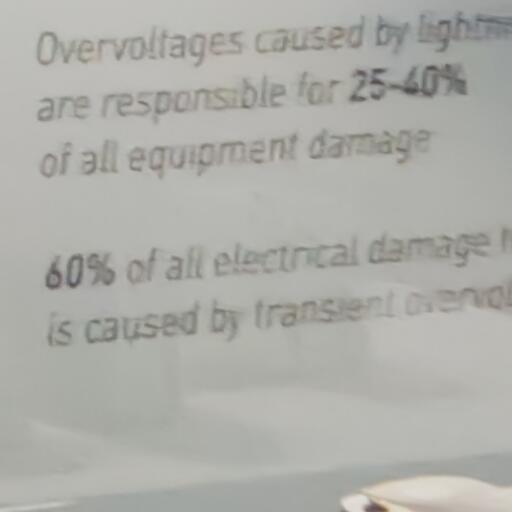 Overvoltages caused by
are responsible for 25-40%
of all equipment damage
60% of all electrical damage
is caused by transient